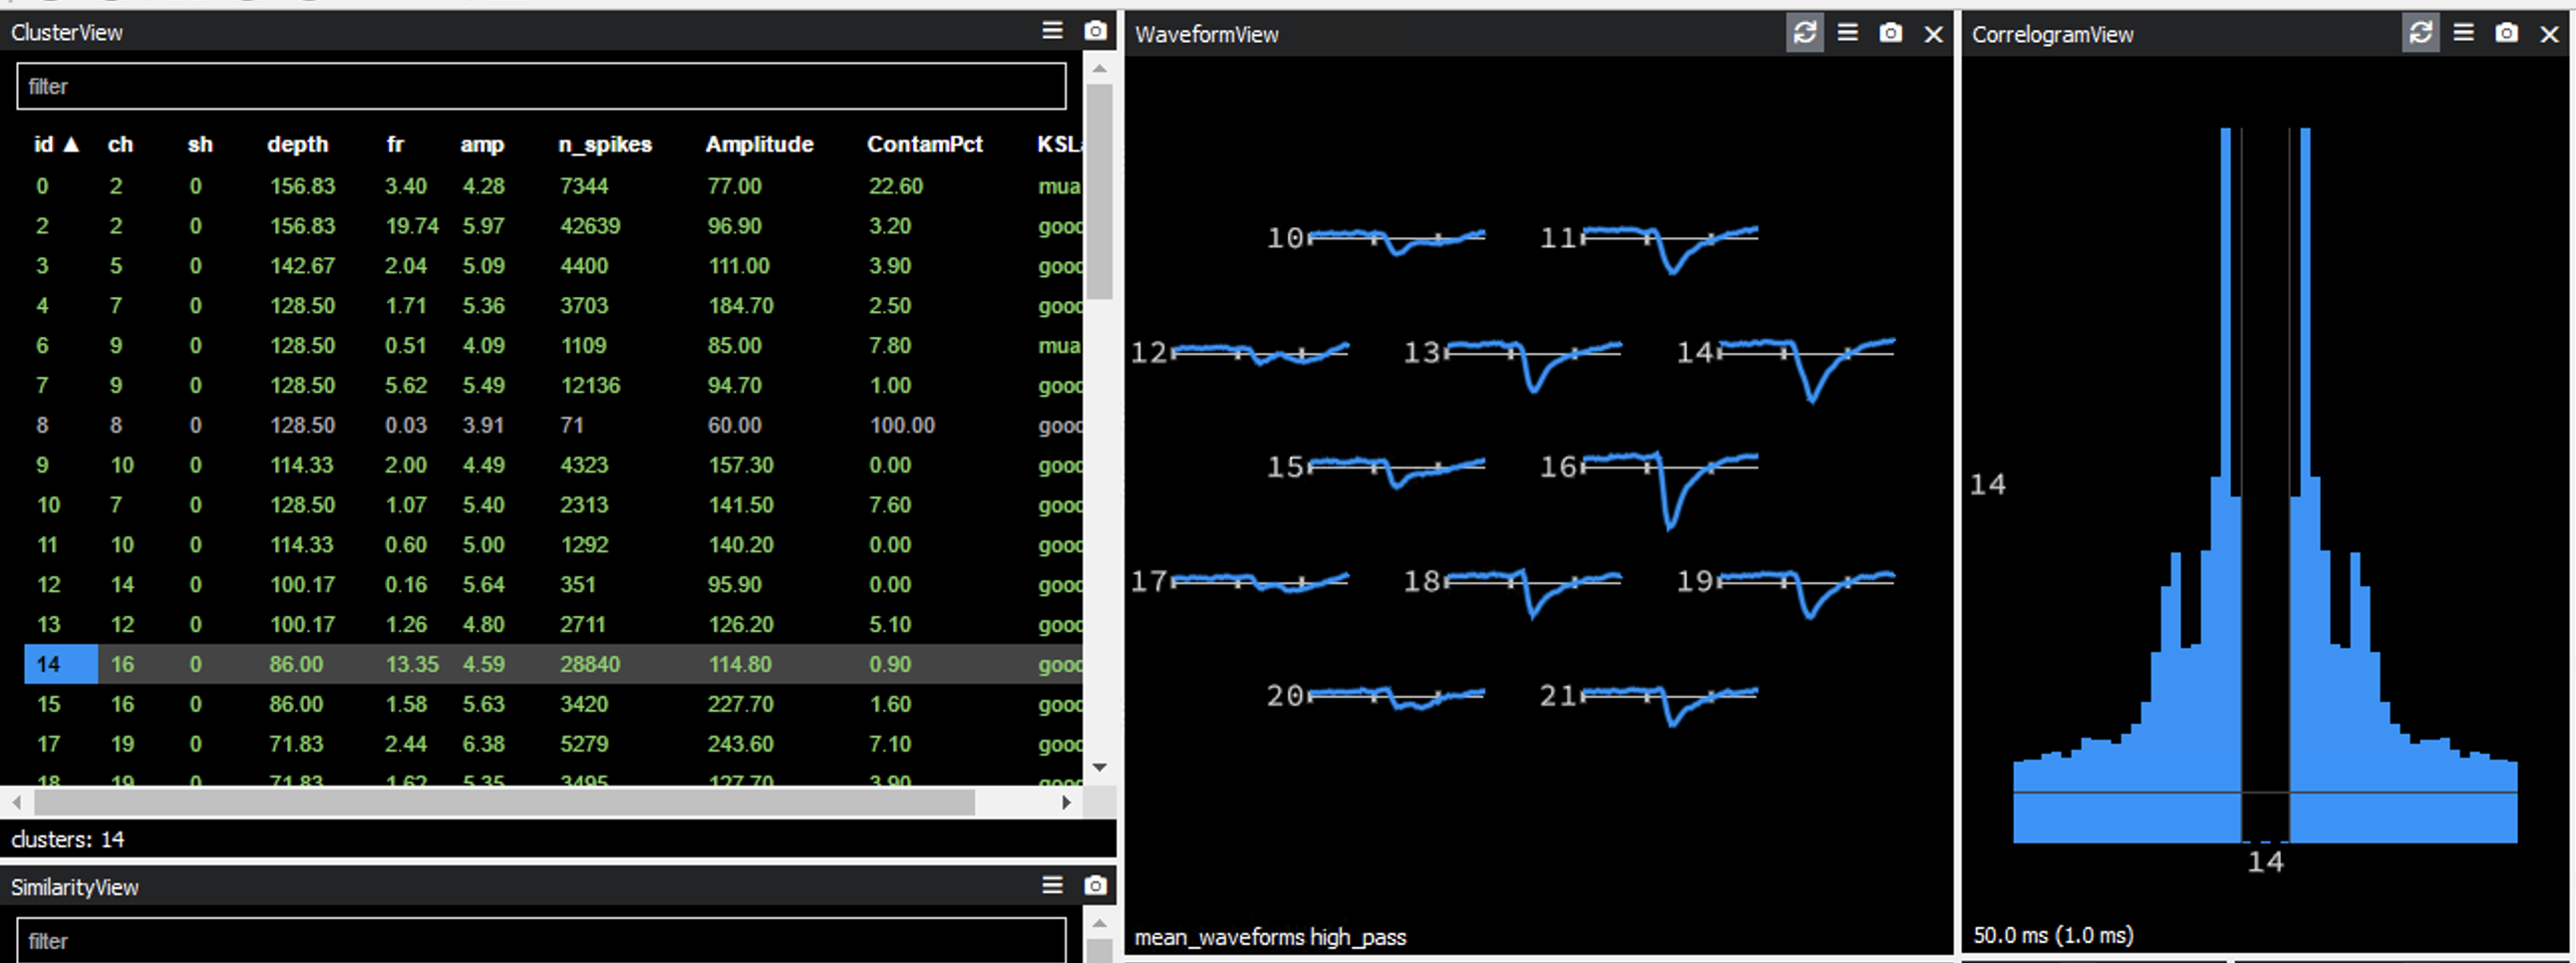 ClusterView
filter
id ▲ ch sh depth fr amp n_spikes Amplitude ContamPct KSL
0 2 0 156.83 3.40 4.28 7344 77.00 22.60 mua
2 2 0 156.83 19.74 5.97 42639 96.90 3.20 good
3 5 0 142.67 2.04 5.09 4400 111.00 3.90 good
4 7 0 128.50 1.71 5.36 3703 184.70 2.50 good
6 9 0 128.50 0.51 4.09 1109 85.00 7.80 mua
7 9 0 128.50 5.62 5.49 12136 94.70 1.00 good
8 8 0 128.50 0.03 3.91 71 60.00 100.00 good
9 10 0 114.33 2.00 4.49 4323 157.30 0.00 good
10 7 0 128.50 1.07 5.40 2313 141.50 7.60 good
11 10 0 114.33 0.60 5.00 1292 140.20 0.00 good
12 14 0 100.17 0.16 5.64 351 95.90 0.00 good
13 12 0 100.17 1.26 4.80 2711 126.20 5.10 good
14 16 0 86.00 13.35 4.59 28840 114.80 0.90 good
15 16 0 86.00 1.58 5.63 3420 227.70 1.60 good
17 19 0 71.83 2.44 6.38 5279 243.60 7.10 good
18 19 0 71.83 1.62 5.35 3495 127.70 3.90 good
clusters: 14
SimilarityView
filter
WaveformView
10 11
12 13 14
15 16
17 18 19
20 21
mean_waveforms high_pass
CorrelogramView
14
14
50.0 ms (1.0 ms)